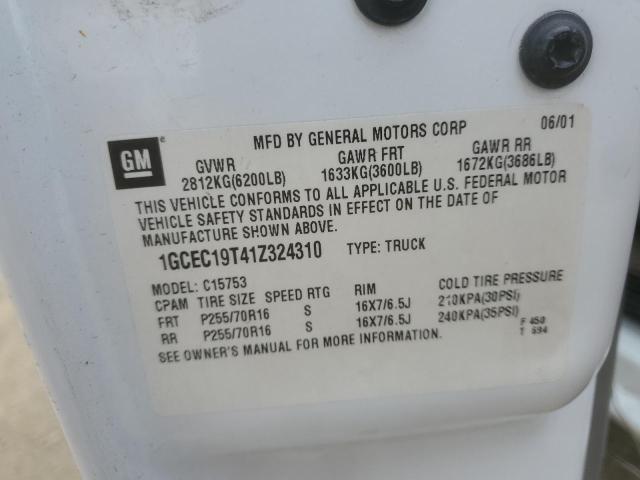 GM
MFD BY GENERAL MOTORS CORP 06/01
GVWR GAWR FRT GAWR RR
2812KG(6200LB) 1633KG(3600LB) 1672KG(3686LB)
THIS VEHICLE CONFORMS TO ALL APPLICABLE U.S. FEDERAL MOTOR
VEHICLE SAFETY STANDARDS IN EFFECT ON THE DATE OF
MANUFACTURE SHOWN ABOVE.
1GCEC19T41Z324310 TYPE: TRUCK
MODEL: C15753
CPAM TIRE SIZE SPEED RTG RIM COLD TIRE PRESSURE
FRT P255/70R16 S 16X7/6.5J 210KPA(30PSI)
RR P255/70R16 S 16X7/6.5J 240KPA(35PSI)
SEE OWNER'S MANUAL FOR MORE INFORMATION.
F 450
T 594